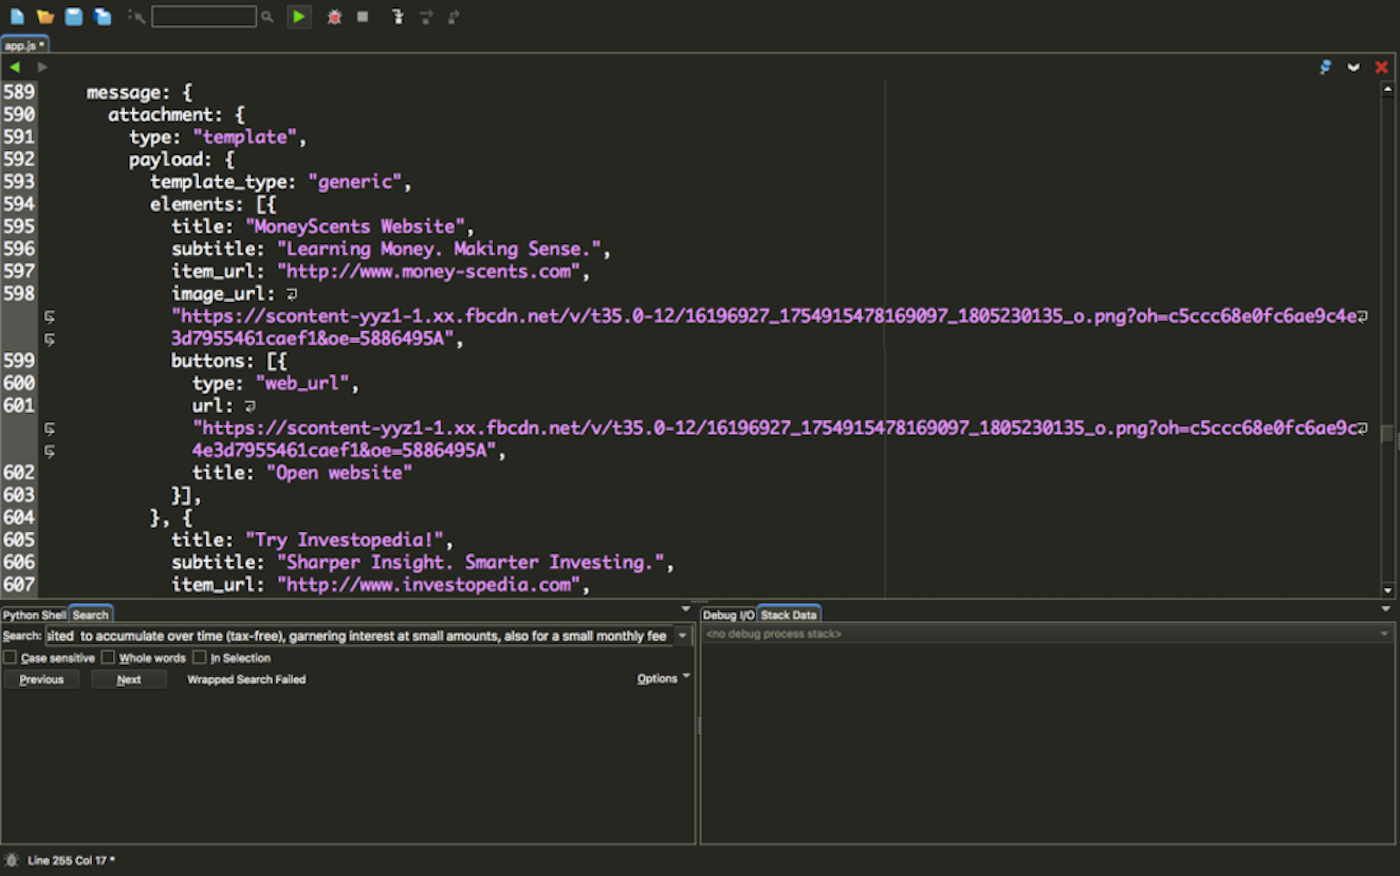 app.js *
589 message: {
590 attachment: {
591 type: "template",
592 payload: {
593 template_type: "generic",
594 elements: [{
595 title: "MoneyScents Website",
596 subtitle: "Learning Money. Making Sense.",
597 item_url: "http://www.money-scents.com",
598 image_url:
"https://scontent-yyz1-1.xx.fbcdn.net/v/t35.0-12/16196927_1754915478169097_1805230135_o.png?oh=c5ccc68e0fc6ae9c4e
3d7955461caef1&oe=5886495A",
599 buttons: [{
600 type: "web_url",
601 url:
"https://scontent-yyz1-1.xx.fbcdn.net/v/t35.0-12/16196927_1754915478169097_1805230135_o.png?oh=c5ccc68e0fc6ae9c
4e3d7955461caef1&oe=5886495A",
602 title: "Open website"
603 }],
604 }, {
605 title: "Try Investopedia!",
606 subtitle: "Sharper Insight. Smarter Investing.",
607 item_url: "http://www.investopedia.com",
Python Shell Search
Search: sited to accumulate over time (tax-free), garnering interest at small amounts, also for a small monthly fee
Case sensitive Whole words In Selection
Previous Next Wrapped Search Failed Options
Debug I/O Stack Data
<no debug process stack>
Line 255 Col 17 *